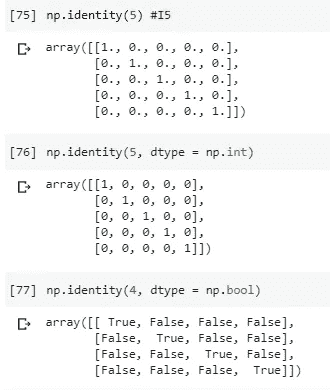 [75] np.identity(5) #I5
array([[1., 0., 0., 0., 0.],
[0., 1., 0., 0., 0.],
[0., 0., 1., 0., 0.],
[0., 0., 0., 1., 0.],
[0., 0., 0., 0., 1.]])
[76] np.identity(5, dtype = np.int)
array([[1, 0, 0, 0, 0],
[0, 1, 0, 0, 0],
[0, 0, 1, 0, 0],
[0, 0, 0, 1, 0],
[0, 0, 0, 0, 1]])
[77] np.identity(4, dtype = np.bool)
array([[ True, False, False, False],
[False, True, False, False],
[False, False, True, False],
[False, False, False, True]])